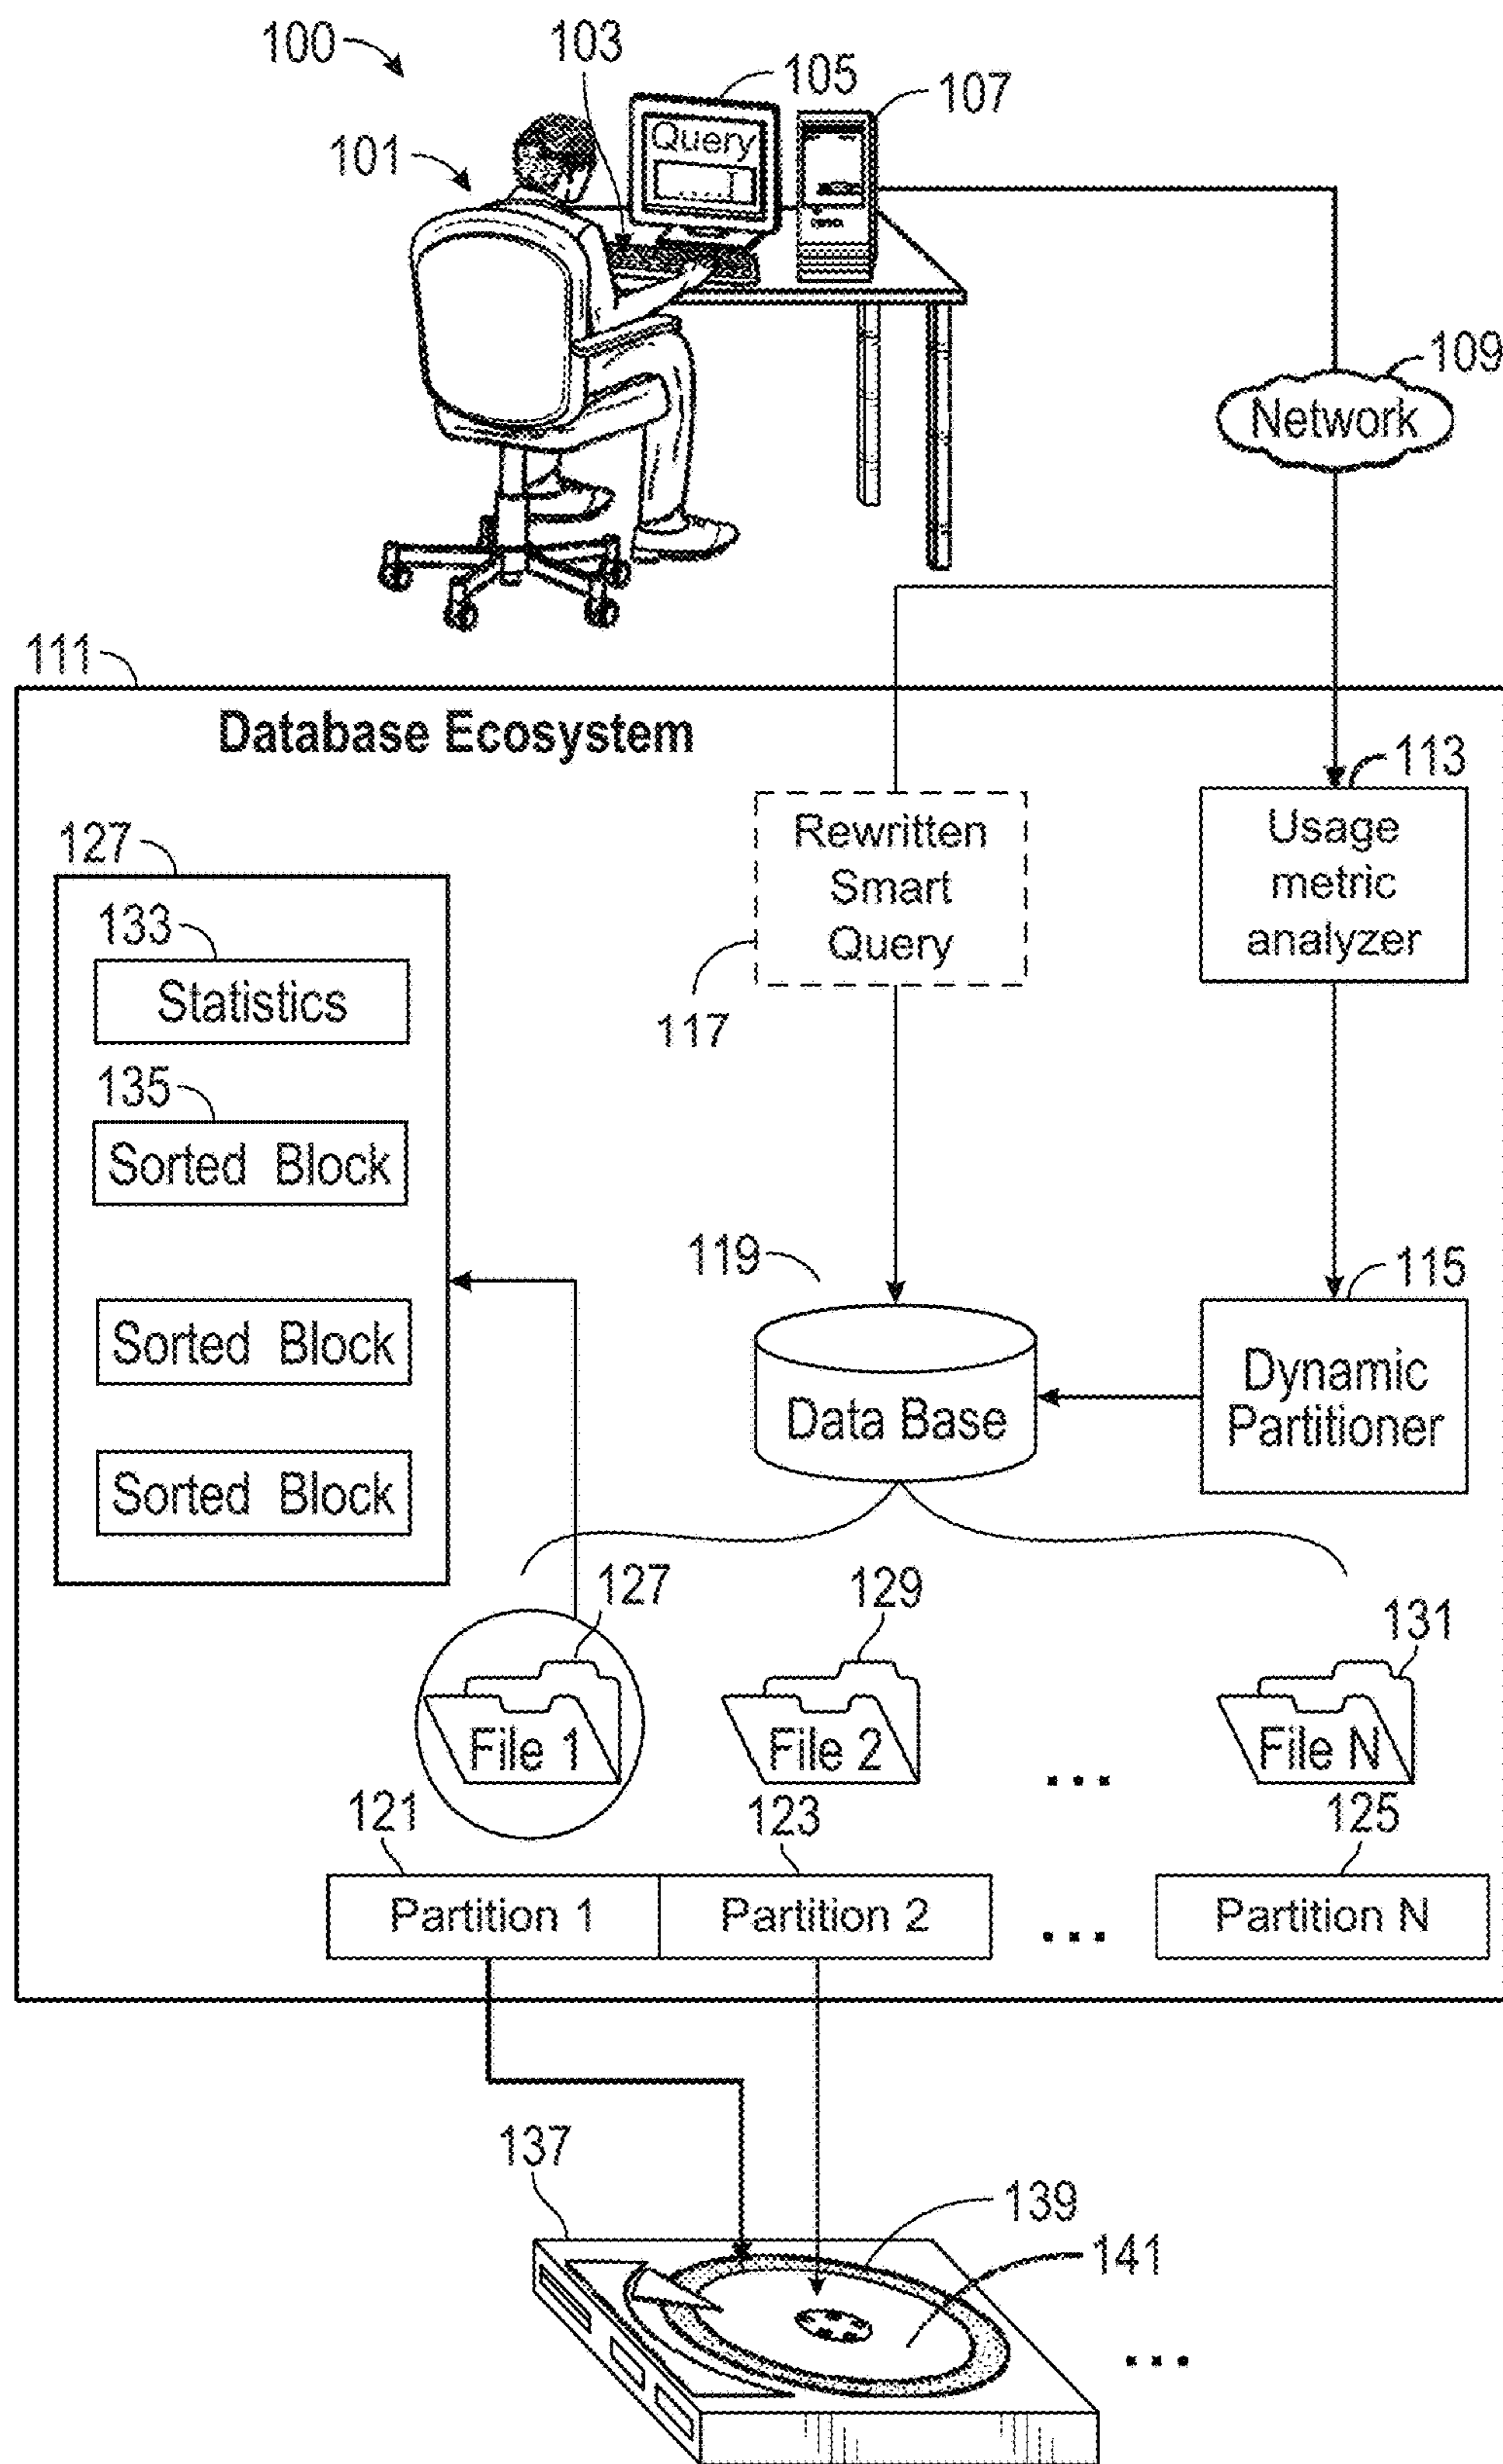 100
103
105
107
101
Query
109
Network
111
Database Ecosystem
113
127
Rewritten
Smart
Query
Usage
metric
analyzer
133
Statistics
117
135
Sorted Block
119
115
Sorted Block
Data Base
Dynamic
Partitioner
Sorted Block
127
129
131
File 1
File 2
...
File N
121
123
125
Partition 1
Partition 2
...
Partition N
137
139
141
...